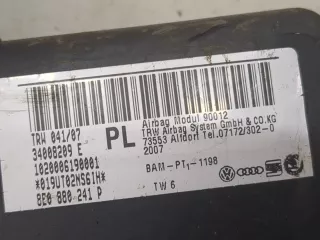 TRW 041/07
34008209 E
1020006190001
*019UT02NS6IH*
8E0 880 241 P
PL
Airbag Modul 90012
TRW Airbag System GmbH & CO.KG
73553 Alfdorf Tel.07172/302-0
2007
BAM-PT1-1198
TW 6